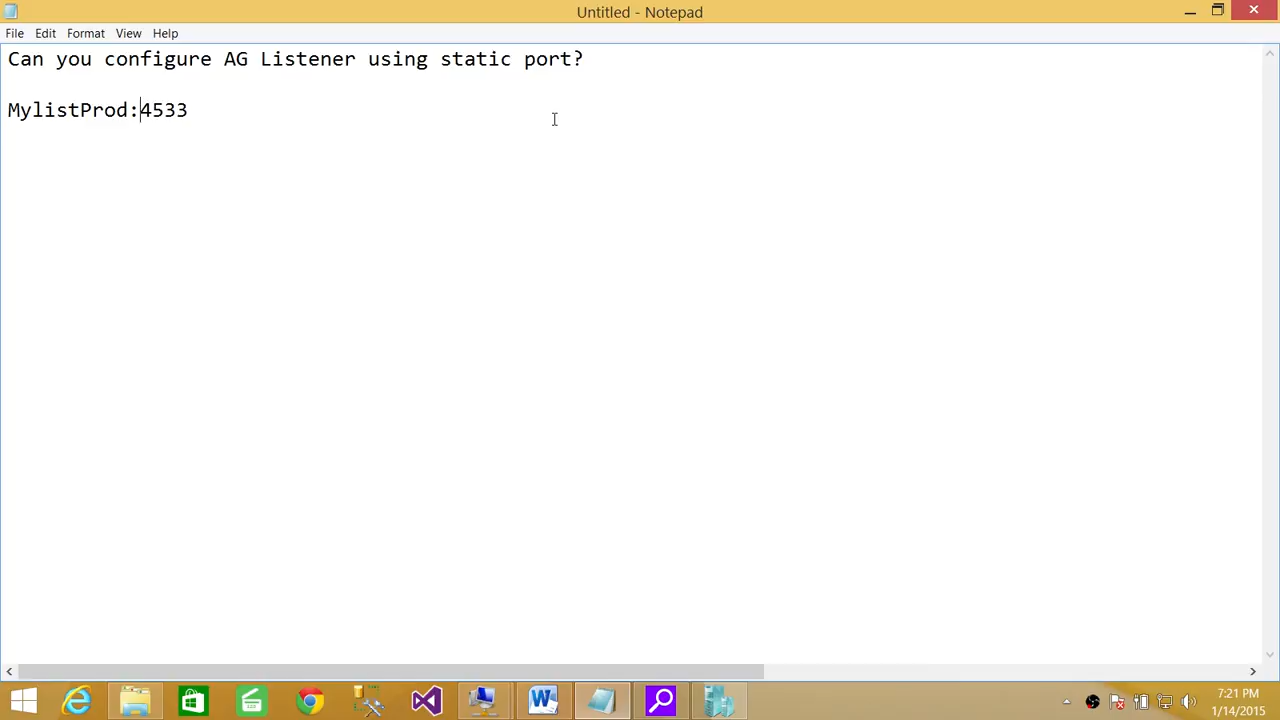 Untitled - Notepad
File Edit Format View Help
Can you configure AG Listener using static port?
MylistProd:4533
7:21 PM
1/14/2015